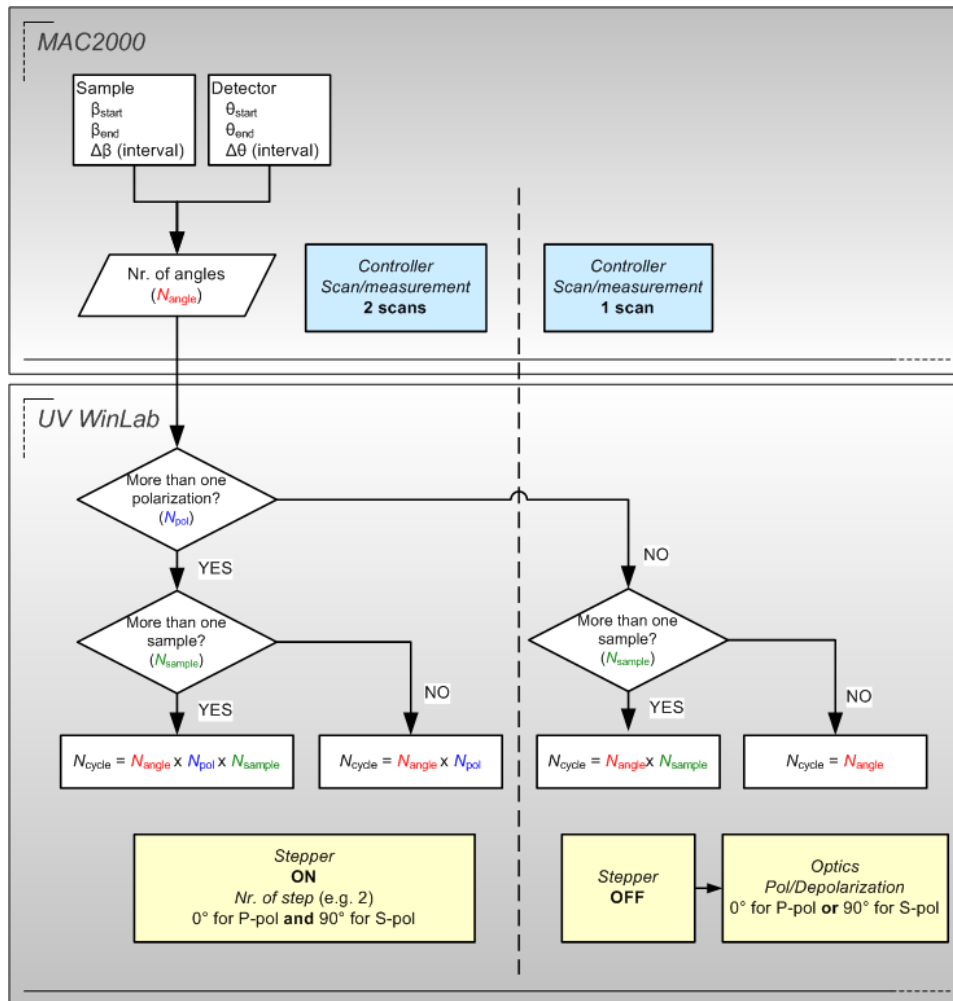 MAC2000
Sample
βstart
βend
Δβ (interval)
Detector
θstart
θend
Δθ (interval)
Nr. of angles
(Nangle)
Controller
Scan/measurement
2 scans
Controller
Scan/measurement
1 scan
UV WinLab
More than one
polarization?
(Npol)
YES
NO
More than one
sample?
(Nsample)
More than one
sample?
(Nsample)
YES
NO
YES
NO
Ncycle = Nangle x Npol x Nsample
Ncycle = Nangle x Npol
Ncycle = Nangle x Nsample
Ncycle = Nangle
Stepper
ON
Nr. of step (e.g. 2)
0° for P-pol and 90° for S-pol
Stepper
OFF
Optics
Pol/Depolarization
0° for P-pol or 90° for S-pol